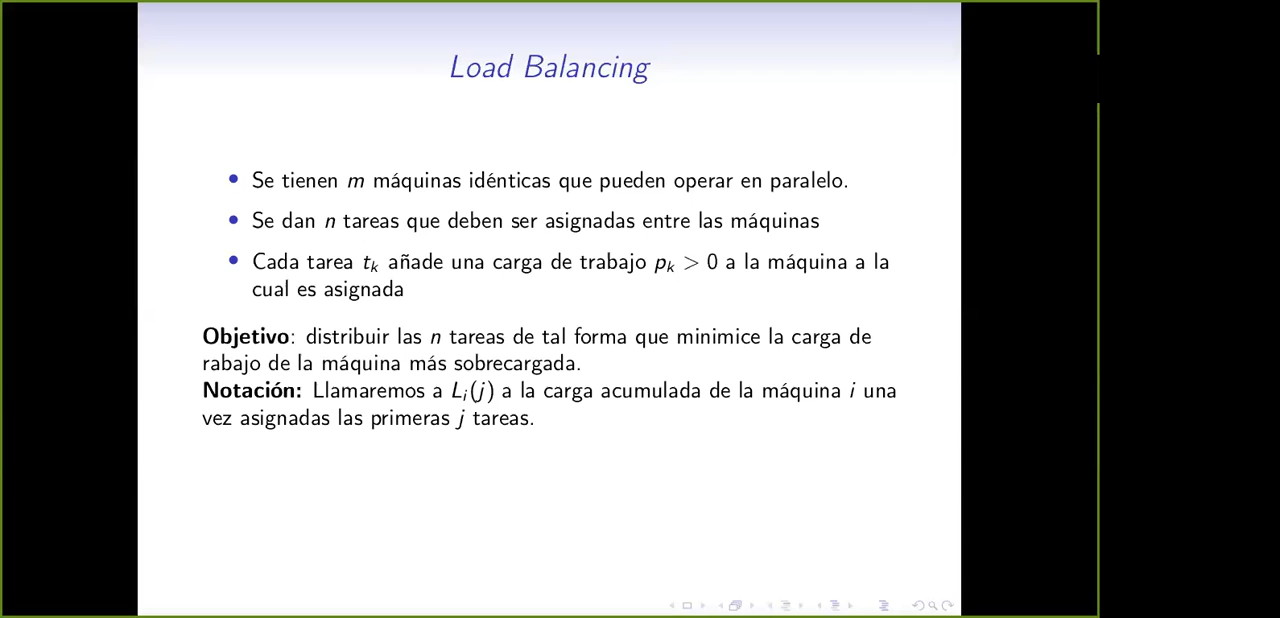 Load Balancing
• Se tienen m máquinas idénticas que pueden operar en paralelo.
• Se dan n tareas que deben ser asignadas entre las máquinas
• Cada tarea tₖ añade una carga de trabajo pₖ > 0 a la máquina a la
cual es asignada
Objetivo: distribuir las n tareas de tal forma que minimice la carga de
rabajo de la máquina más sobrecargada.
Notación: Llamaremos a Lᵢ(j) a la carga acumulada de la máquina i una
vez asignadas las primeras j tareas.